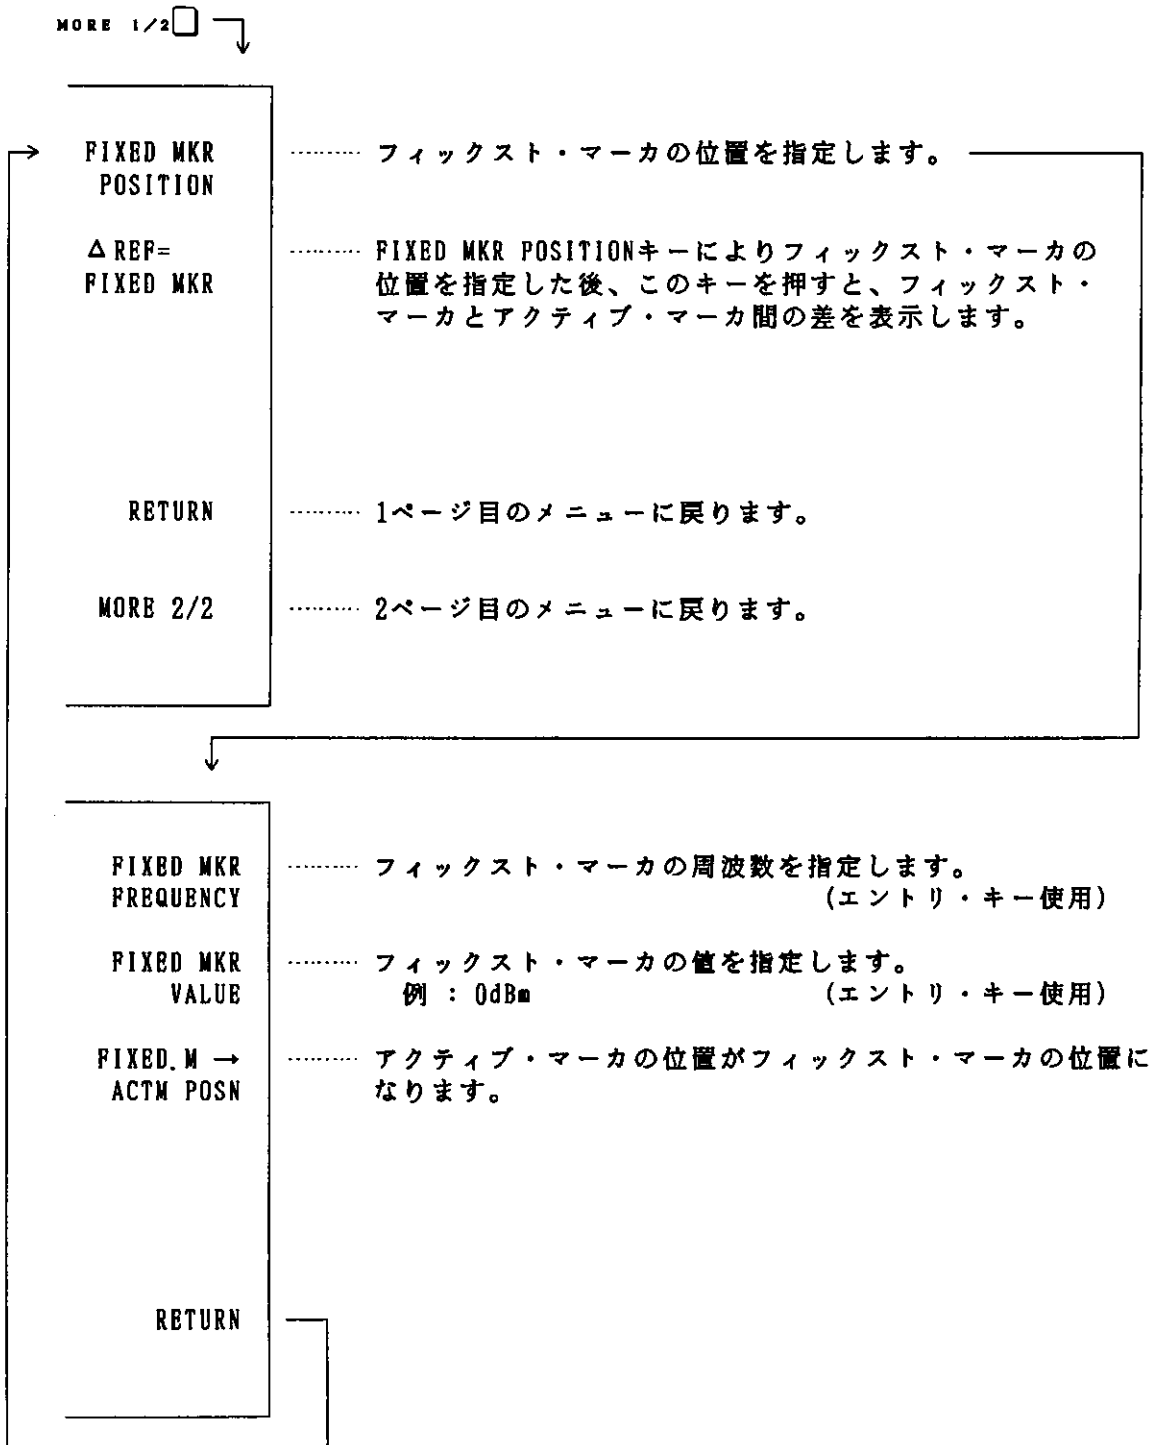 MORE 1/2
FIXED MKR ……… フィックスト・マーカの位置を指定します。
POSITION
Δ REF= ……… FIXED MKR POSITIONキーによりフィックスト・マーカの
FIXED MKR 位置を指定した後、このキーを押すと、フィックスト・
マーカとアクティブ・マーカ間の差を表示します。
RETURN ……… 1ページ目のメニューに戻ります。
MORE 2/2 ……… 2ページ目のメニューに戻ります。
FIXED MKR ……… フィックスト・マーカの周波数を指定します。
FREQUENCY (エントリ・キー使用)
FIXED MKR ……… フィックスト・マーカの値を指定します。
VALUE 例 : 0dBm (エントリ・キー使用)
FIXED.M → ……… アクティブ・マーカの位置がフィックスト・マーカの位置に
ACTM POSN なります。
RETURN